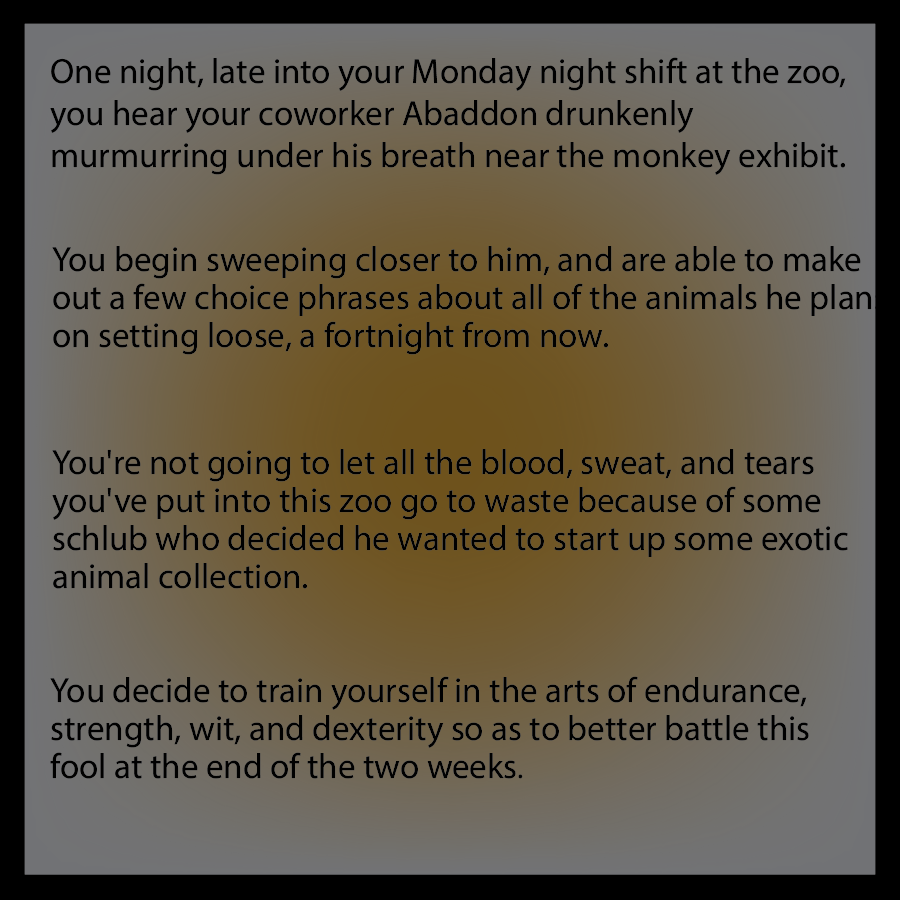 One night, late into your Monday night shift at the zoo,
you hear your coworker Abaddon drunkenly
murmurring under his breath near the monkey exhibit.
You begin sweeping closer to him, and are able to make
out a few choice phrases about all of the animals he plan
on setting loose, a fortnight from now.
You're not going to let all the blood, sweat, and tears
you've put into this zoo go to waste because of some
schlub who decided he wanted to start up some exotic
animal collection.
You decide to train yourself in the arts of endurance,
strength, wit, and dexterity so as to better battle this
fool at the end of the two weeks.